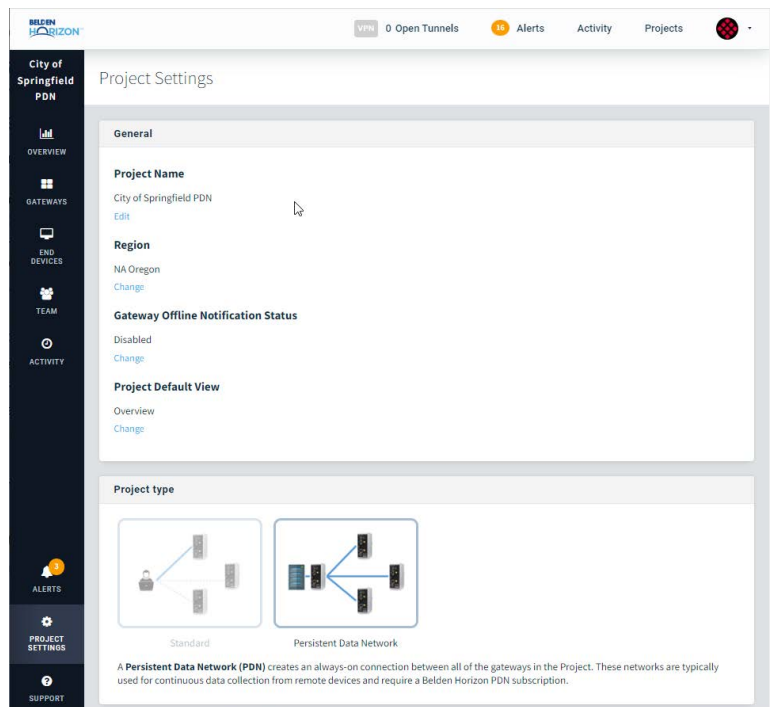 BELDEN
HORIZON
VPN
0 Open Tunnels
16
Alerts
Activity
Projects
City of
Springfield
PDN
Project Settings
OVERVIEW
GATEWAYS
END
DEVICES
TEAM
ACTIVITY
3
ALERTS
PROJECT
SETTINGS
SUPPORT
General
Project Name
City of Springfield PDN
Edit
Region
NA Oregon
Change
Gateway Offline Notification Status
Disabled
Change
Project Default View
Overview
Change
Project type
Standard
Persistent Data Network
A Persistent Data Network (PDN) creates an always-on connection between all of the gateways in the Project. These networks are typically
used for continuous data collection from remote devices and require a Belden Horizon PDN subscription.